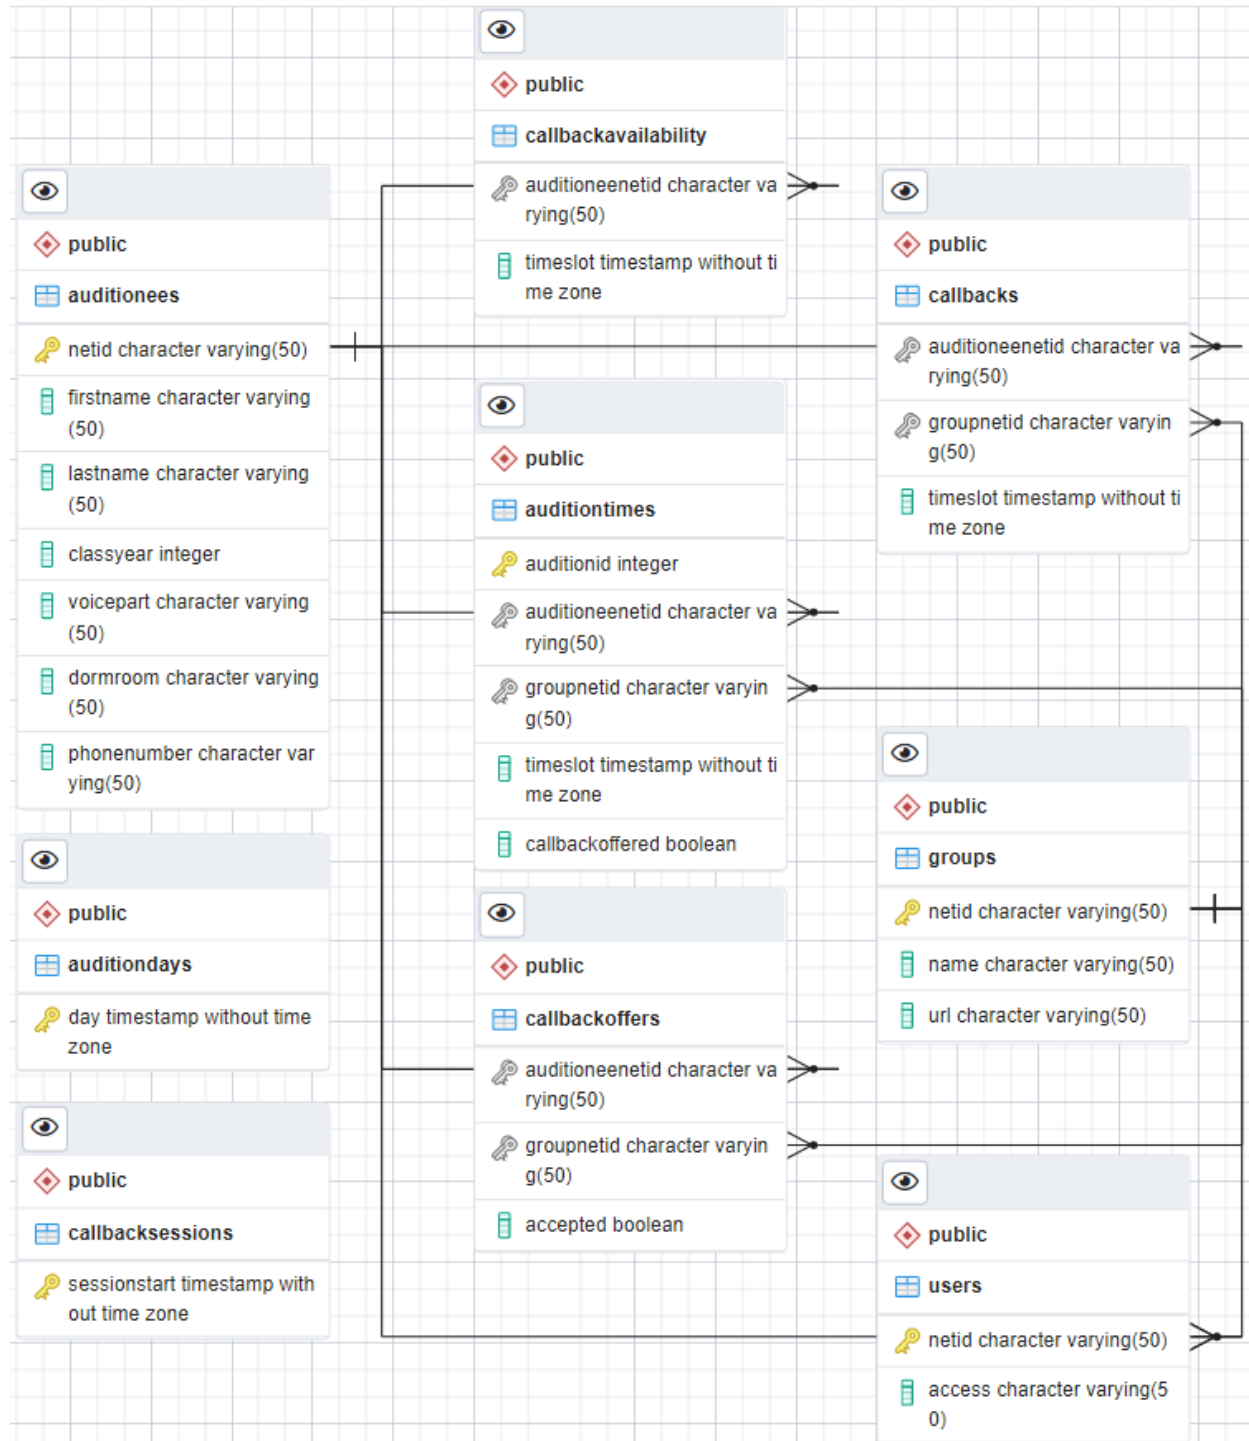 public
callbackavailability
auditioneenetid character va
rying(50)
timeslot timestamp without ti
me zone
public
auditionees
netid character varying(50)
firstname character varying
(50)
lastname character varying
(50)
classyear integer
voicepart character varying
(50)
dormroom character varying
(50)
phonenumber character var
ying(50)
public
callbacks
auditioneenetid character va
rying(50)
groupnetid character varyin
g(50)
timeslot timestamp without ti
me zone
public
auditiontimes
auditionid integer
auditioneenetid character va
rying(50)
groupnetid character varyin
g(50)
timeslot timestamp without ti
me zone
callbackoffered boolean
public
groups
netid character varying(50)
name character varying(50)
url character varying(50)
public
auditiondays
day timestamp without time
zone
public
callbackoffers
auditioneenetid character va
rying(50)
groupnetid character varyin
g(50)
accepted boolean
public
callbacksessions
sessionstart timestamp with
out time zone
public
users
netid character varying(50)
access character varying(5
0)